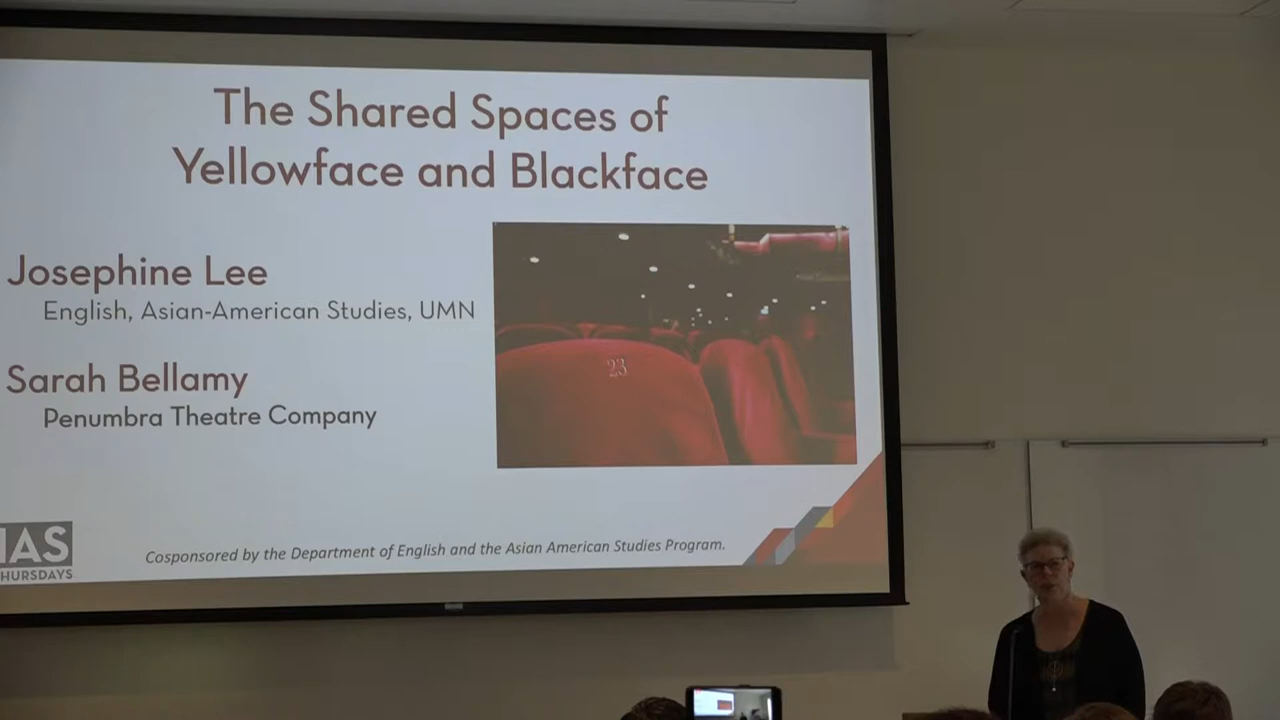 The Shared Spaces of
Yellowface and Blackface
Josephine Lee
English, Asian-American Studies, UMN
Sarah Bellamy
Penumbra Theatre Company
23
IAS
HURSDAYS
Cosponsored by the Department of English and the Asian American Studies Program.